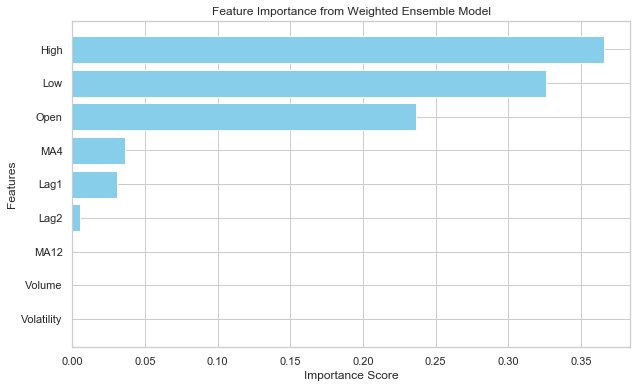 Feature Importance from Weighted Ensemble Model
Features
High
Low
Open
MA4
Lag1
Lag2
MA12
Volume
Volatility
0.00 0.05 0.10 0.15 0.20 0.25 0.30 0.35
Importance Score